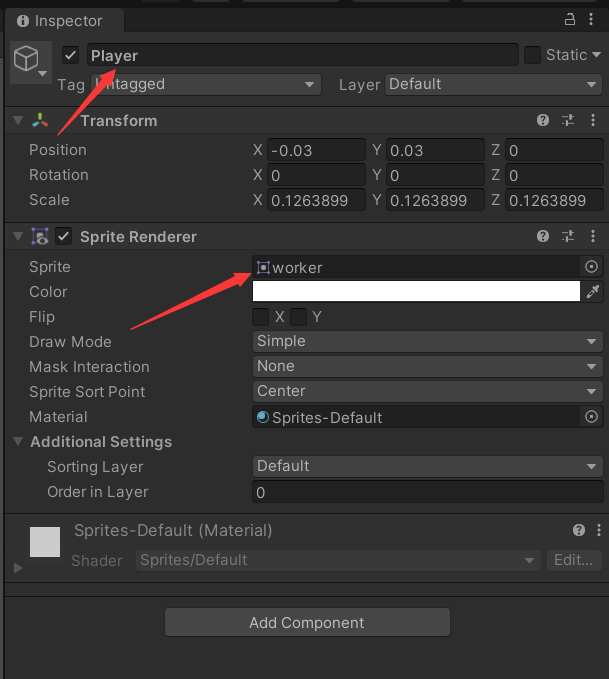 Inspector
Player Static
Tag Untagged Layer Default
Transform
Position X -0.03 Y 0.03 Z 0
Rotation X 0 Y 0 Z 0
Scale X 0.1263899 Y 0.1263899 Z 0.1263899
Sprite Renderer
Sprite worker
Color
Flip X Y
Draw Mode Simple
Mask Interaction None
Sprite Sort Point Center
Material Sprites-Default
Additional Settings
Sorting Layer Default
Order in Layer 0
Sprites-Default (Material)
Shader Sprites/Default Edit...
Add Component